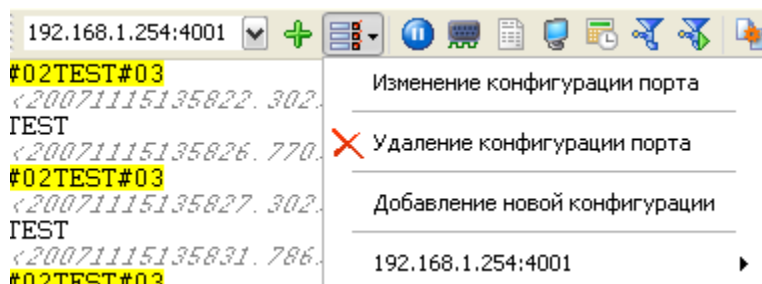 192.168.1.254:4001
#02TEST#03
<20071115135822.302.
TEST
<20071115135826.770.
#02TEST#03
<20071115135827.302.
TEST
<20071115135831.786.
#02TEST#03
Изменение конфигурации порта
Удаление конфигурации порта
Добавление новой конфигурации
192.168.1.254:4001